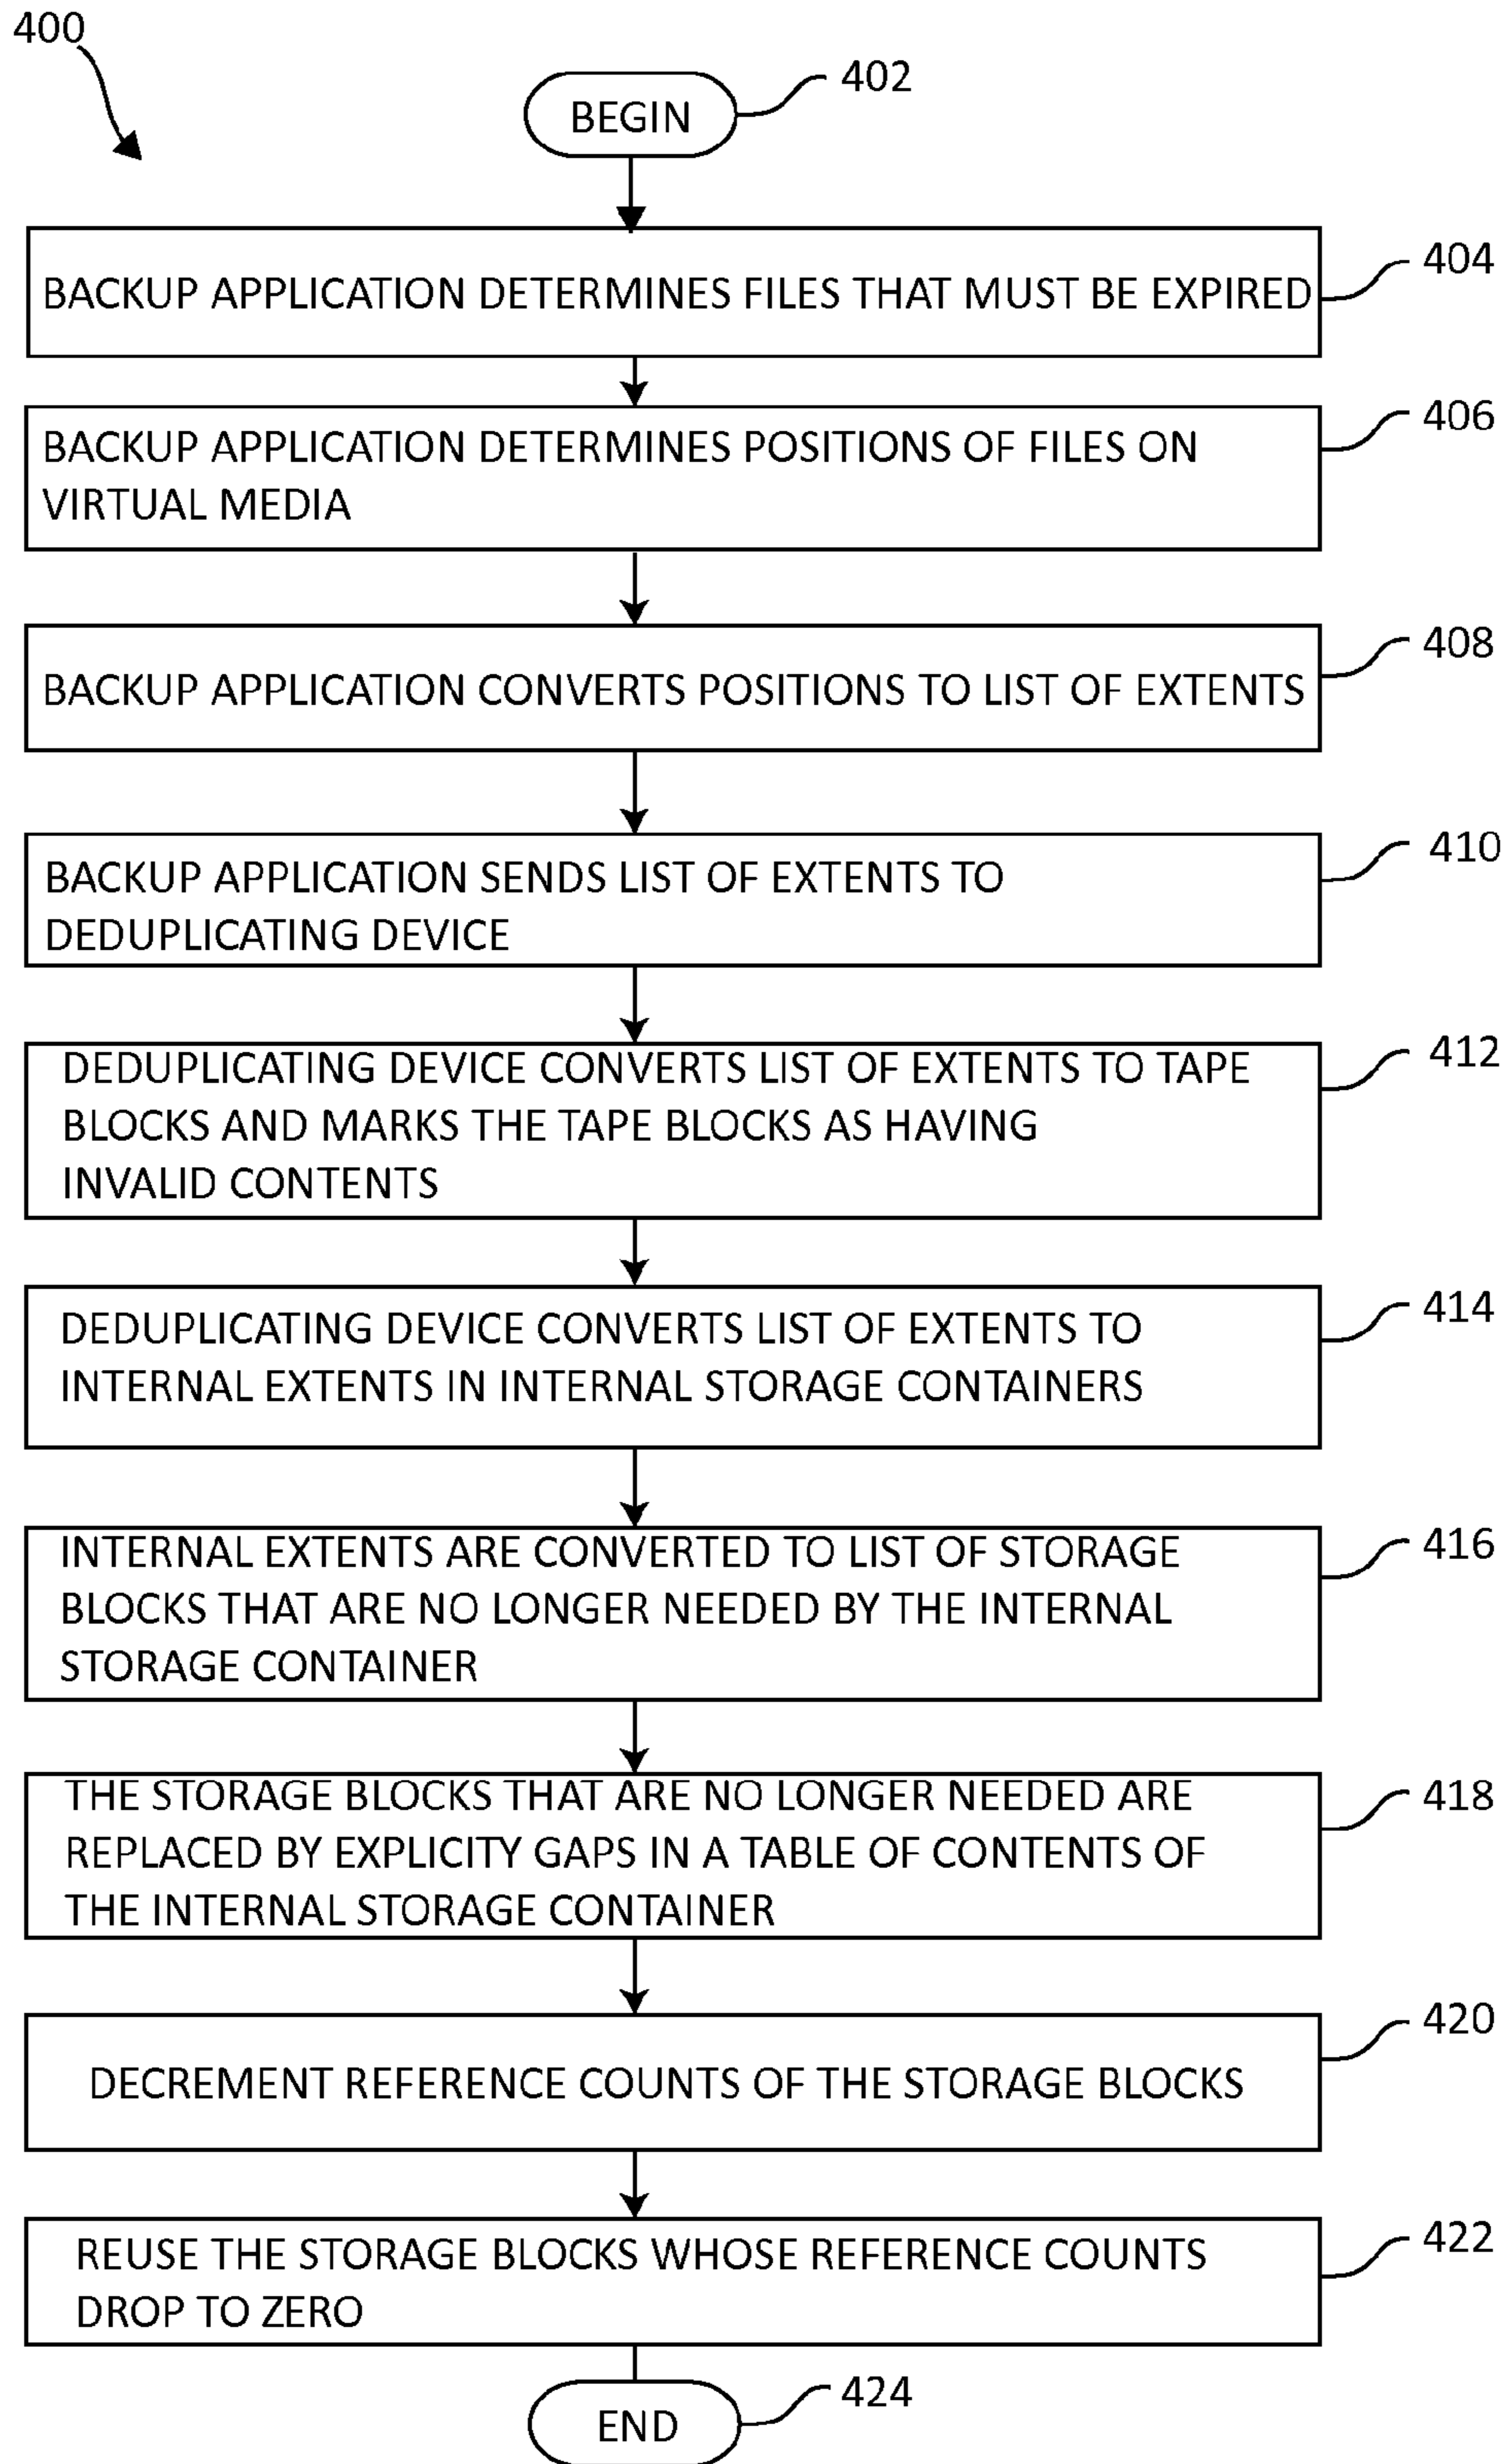 400
402
BEGIN
404
BACKUP APPLICATION DETERMINES FILES THAT MUST BE EXPIRED
406
BACKUP APPLICATION DETERMINES POSITIONS OF FILES ON
VIRTUAL MEDIA
408
BACKUP APPLICATION CONVERTS POSITIONS TO LIST OF EXTENTS
410
BACKUP APPLICATION SENDS LIST OF EXTENTS TO
DEDUPLICATING DEVICE
412
DEDUPLICATING DEVICE CONVERTS LIST OF EXTENTS TO TAPE
BLOCKS AND MARKS THE TAPE BLOCKS AS HAVING
INVALID CONTENTS
414
DEDUPLICATING DEVICE CONVERTS LIST OF EXTENTS TO
INTERNAL EXTENTS IN INTERNAL STORAGE CONTAINERS
416
INTERNAL EXTENTS ARE CONVERTED TO LIST OF STORAGE
BLOCKS THAT ARE NO LONGER NEEDED BY THE INTERNAL
STORAGE CONTAINER
418
THE STORAGE BLOCKS THAT ARE NO LONGER NEEDED ARE
REPLACED BY EXPLICITY GAPS IN A TABLE OF CONTENTS OF
THE INTERNAL STORAGE CONTAINER
420
DECREMENT REFERENCE COUNTS OF THE STORAGE BLOCKS
422
REUSE THE STORAGE BLOCKS WHOSE REFERENCE COUNTS
DROP TO ZERO
424
END